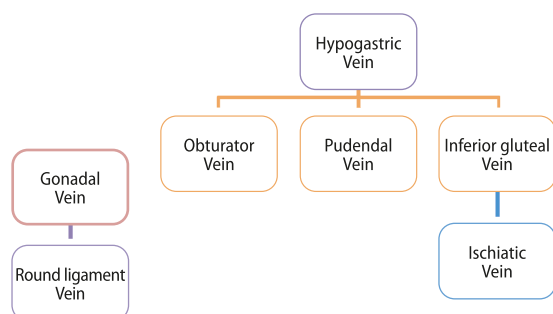 Hypogastric
Vein
Obturator
Vein
Pudendal
Vein
Inferior gluteal
Vein
Gonadal
Vein
Ischiatic
Vein
Round ligament
Vein